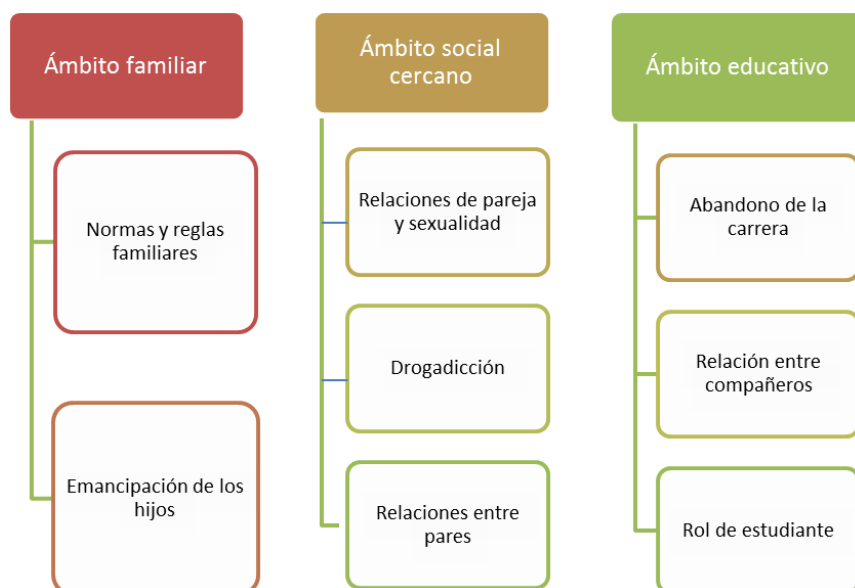 Ámbito familiar
Normas y reglas
familiares
Emancipación de los
hijos
Ámbito social
cercano
Relaciones de pareja
y sexualidad
Drogadicción
Relaciones entre
pares
Ámbito educativo
Abandono de la
carrera
Relación entre
compañeros
Rol de estudiante